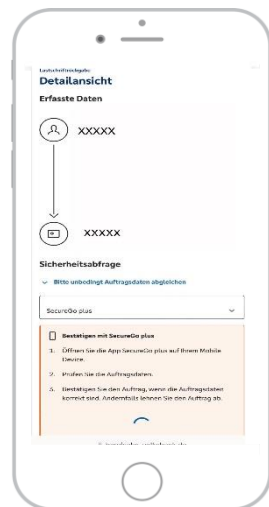 Lastschriftrückgabe
Detailansicht
Erfasste Daten
XXXXX
XXXXX
Sicherheitsabfrage
Bitte unbedingt Auftragsdaten abgleichen
SecureGo plus
Bestätigen mit SecureGo plus
1. Öffnen Sie die App SecureGo plus auf Ihrem Mobile
Device.
2. Prüfen Sie die Auftragsdaten.
3. Bestätigen Sie den Auftrag, wenn die Auftragsdaten
korrekt sind. Andernfalls lehnen Sie den Auftrag ab.